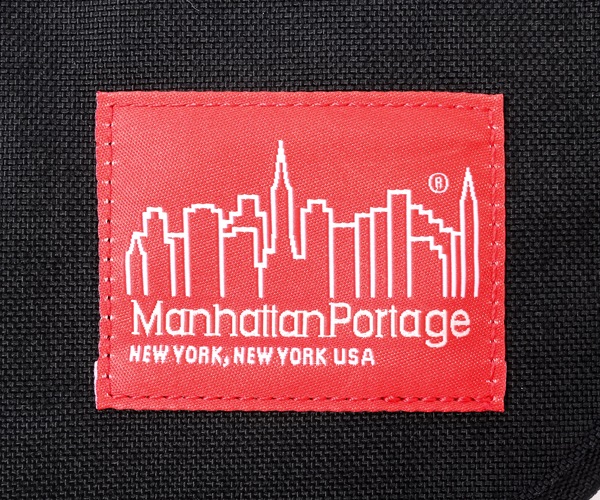 ®
ManhattanPortage
NEW YORK, NEW YORK USA